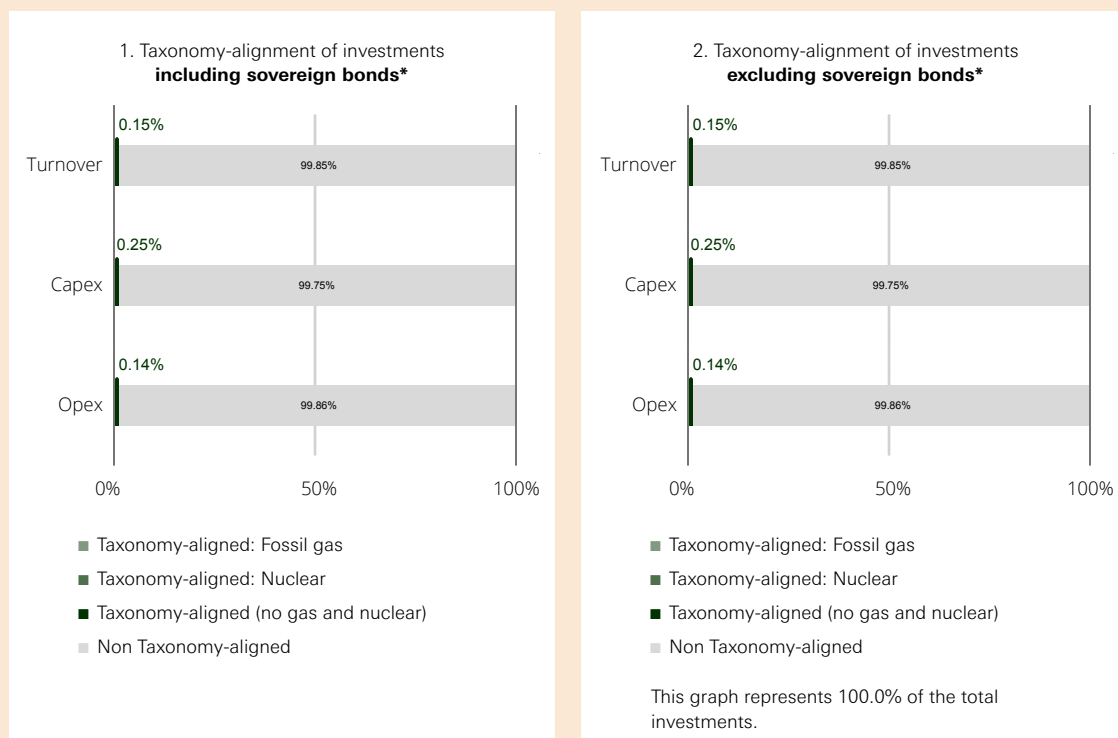 1. Taxonomy-alignment of investments
including sovereign bonds*
0.15%
Turnover
99.85%
0.25%
Capex
99.75%
0.14%
Opex
99.86%
0%
50%
100%
Taxonomy-aligned: Fossil gas
Taxonomy-aligned: Nuclear
Taxonomy-aligned (no gas and nuclear)
Non Taxonomy-aligned
2. Taxonomy-alignment of investments
excluding sovereign bonds*
0.15%
Turnover
99.85%
0.25%
Capex
99.75%
0.14%
Opex
99.86%
0%
50%
100%
Taxonomy-aligned: Fossil gas
Taxonomy-aligned: Nuclear
Taxonomy-aligned (no gas and nuclear)
Non Taxonomy-aligned
This graph represents 100.0% of the total
investments.